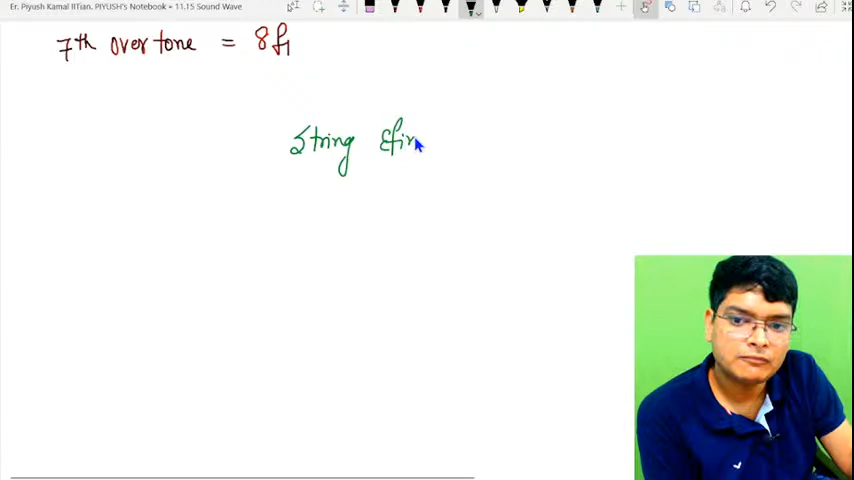 Er. Piyush Kamal IITian. PIYUSH's Notebook » 11.15 Sound Wave
7th overtone = 8f1
String